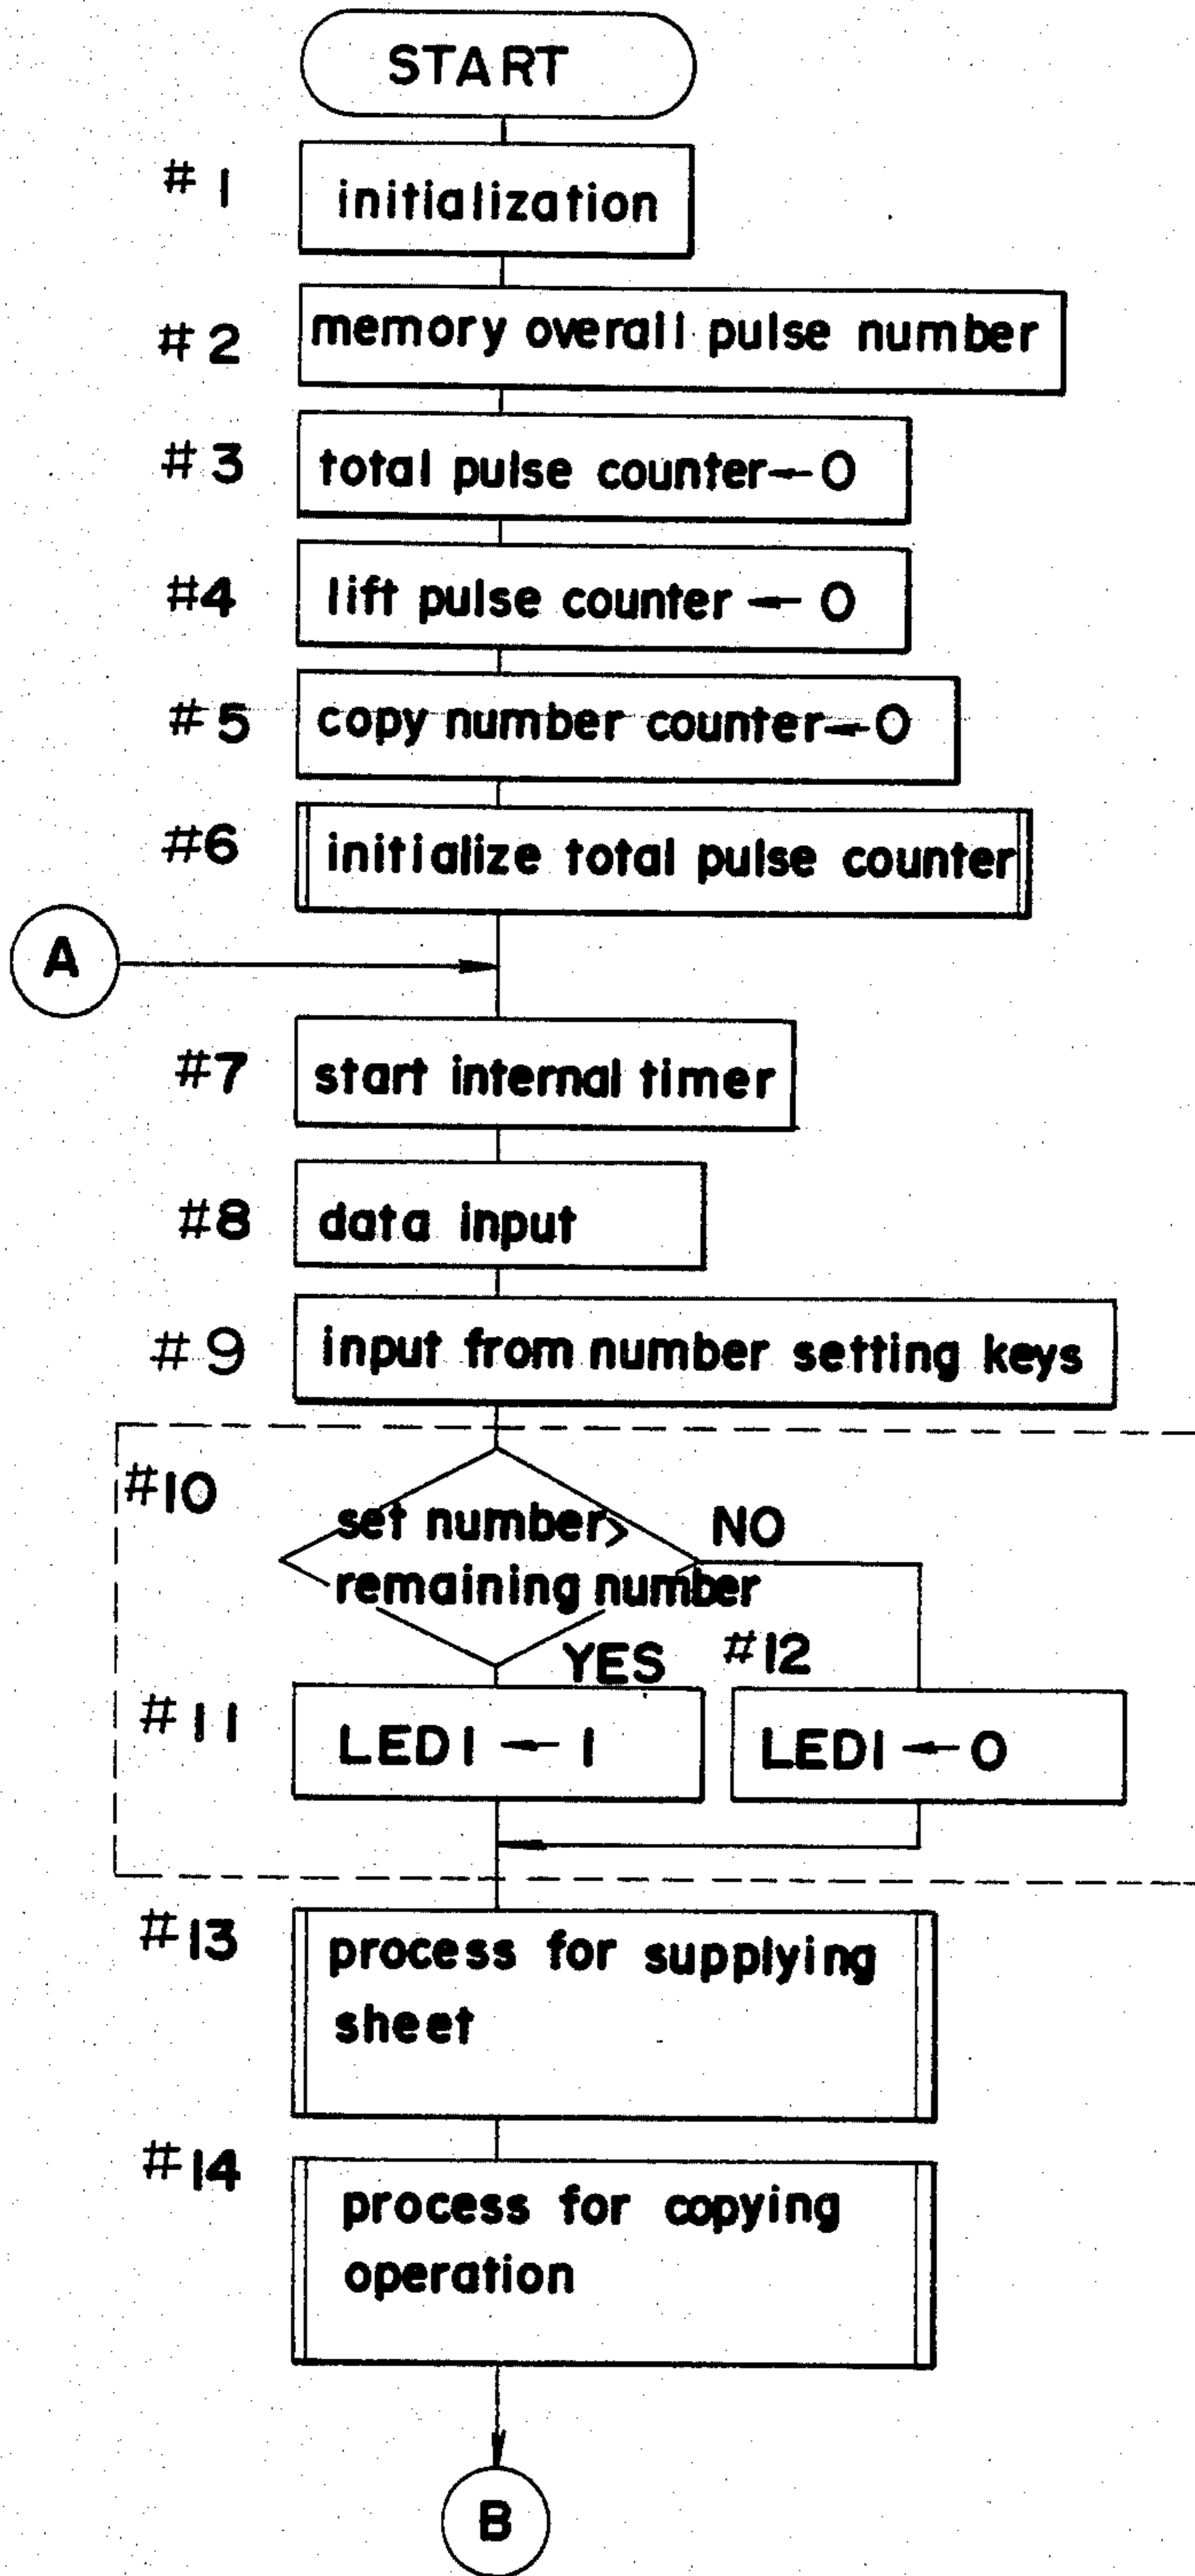 START
#1
initialization
#2
memory overall pulse number
#3
total pulse counter←0
#4
lift pulse counter ← 0
#5
copy number counter←0
#6
initialize total pulse counter
A
#7
start internal timer
#8
data input
#9
input from number setting keys
#10
set number>
remaining number
NO
YES
#12
#11
LED1 ← 1
LED1 ← 0
#13
process for supplying
sheet
#14
process for copying
operation
B